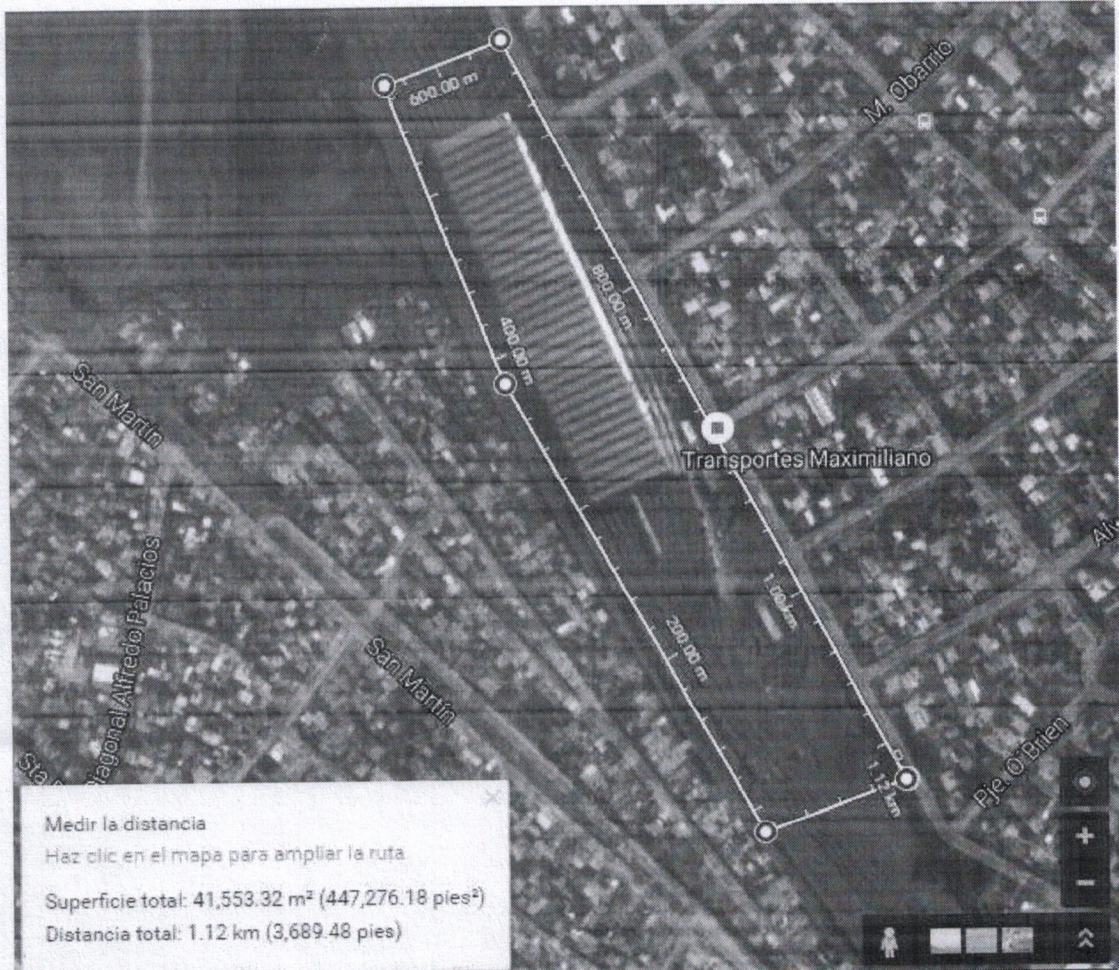 600.00 m
M. Obarrio
800.00 m
400.00 m
San Martín
Transportes Maximiliano
Diagonal Alfredo Palacios
1.00 km
200.00 m
San Martín
Pje. O'Brien
1.12 km
Medir la distancia
Haz clic en el mapa para ampliar la ruta
Superficie total: 41,553.32 m² (447,276.18 pies²)
Distancia total: 1.12 km (3,689.48 pies)